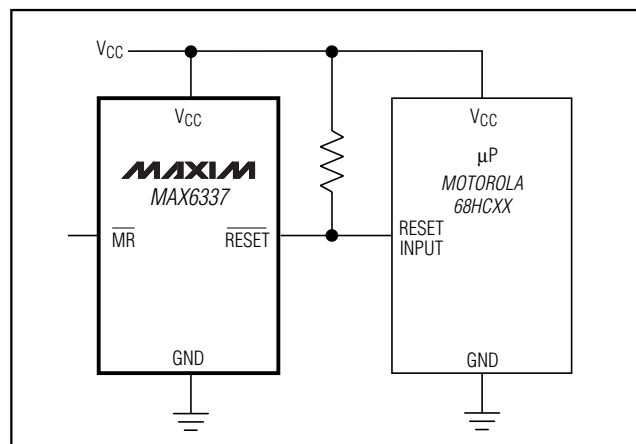 VCC
VCC
MAXIM
MAX6337
MR
RESET
GND
VCC
μP
MOTOROLA
68HCXX
RESET
INPUT
GND